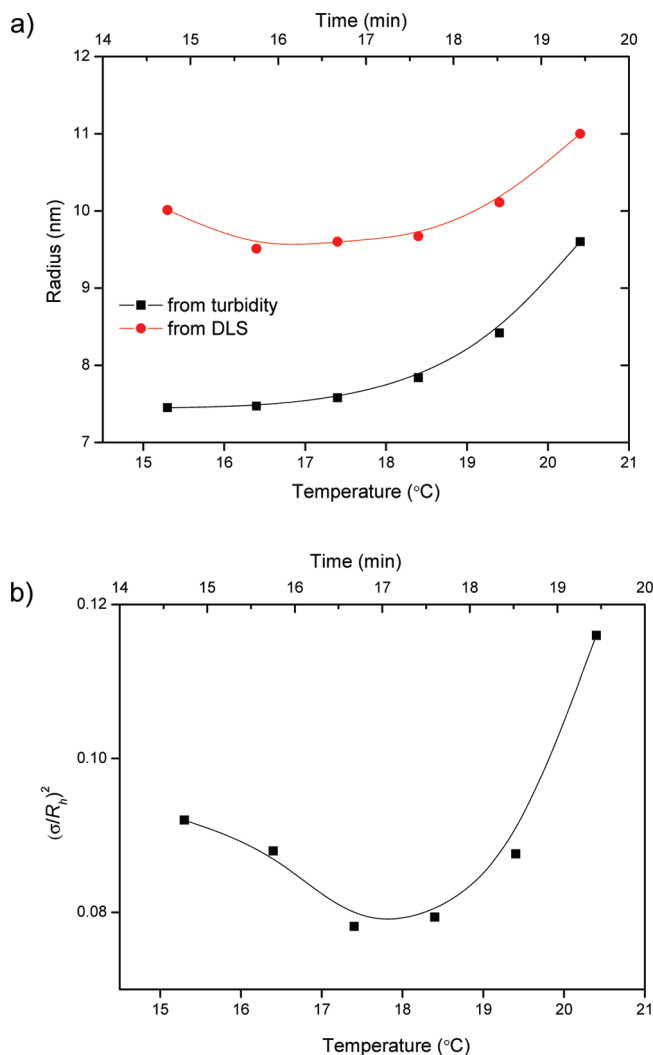 a)
Time (min)
14 15 16 17 18 19 20
12
11
10
9
8
7
Radius (nm)
from turbidity
from DLS
15 16 17 18 19 20 21
Temperature (°C)
b)
Time (min)
14 15 16 17 18 19 20
0.12
0.10
0.08
(σ/Rₕ)²
15 16 17 18 19 20 21
Temperature (°C)